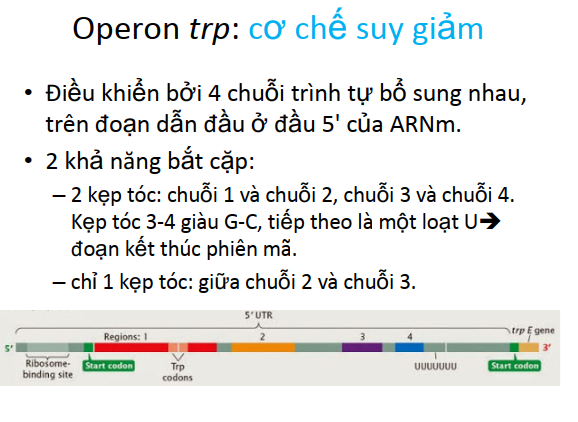 Operon trp: cơ chế suy giảm
• Điều khiển bởi 4 chuỗi trình tự bổ sung nhau,
trên đoạn dẫn đầu ở đầu 5' của ARNm.
• 2 khả năng bắt cặp:
– 2 kẹp tóc: chuỗi 1 và chuỗi 2, chuỗi 3 và chuỗi 4.
Kẹp tóc 3-4 giàu G-C, tiếp theo là một loạt U➔
đoạn kết thúc phiên mã.
– chỉ 1 kẹp tóc: giữa chuỗi 2 và chuỗi 3.
5' UTR
Regions: 1 2 3 4 trp E gene
5' 3'
Ribosome-
binding site
Start codon
Trp
codons
UUUUUUU
Start codon